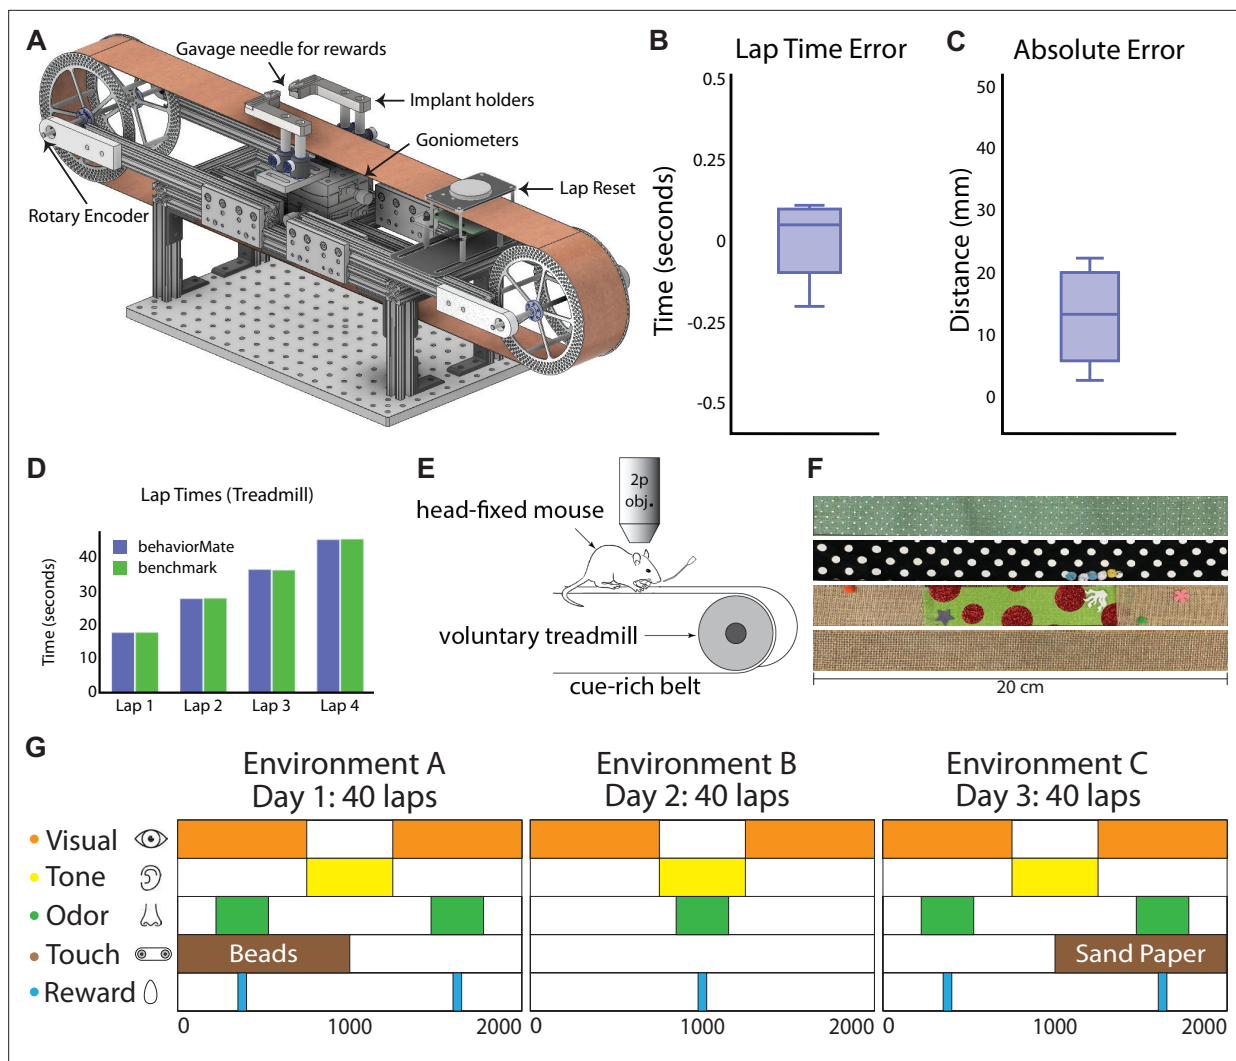 A
Gavage needle for rewards
Implant holders
Goniometers
Lap Reset
Rotary Encoder
B
Lap Time Error
Time (seconds)
0.5
0.25
0
-0.25
-0.5
C
Absolute Error
Distance (mm)
50
40
30
20
10
0
D
Lap Times (Treadmill)
behaviorMate
benchmark
Time (seconds)
40
30
20
10
0
Lap 1 Lap 2 Lap 3 Lap 4
E
2p
obj.
head-fixed mouse
voluntary treadmill
cue-rich belt
F
20 cm
G
Environment A
Day 1: 40 laps
Environment B
Day 2: 40 laps
Environment C
Day 3: 40 laps
Visual
Tone
Odor
Touch
Beads
Sand Paper
Reward
0 1000 2000
0 1000 2000
0 1000 2000